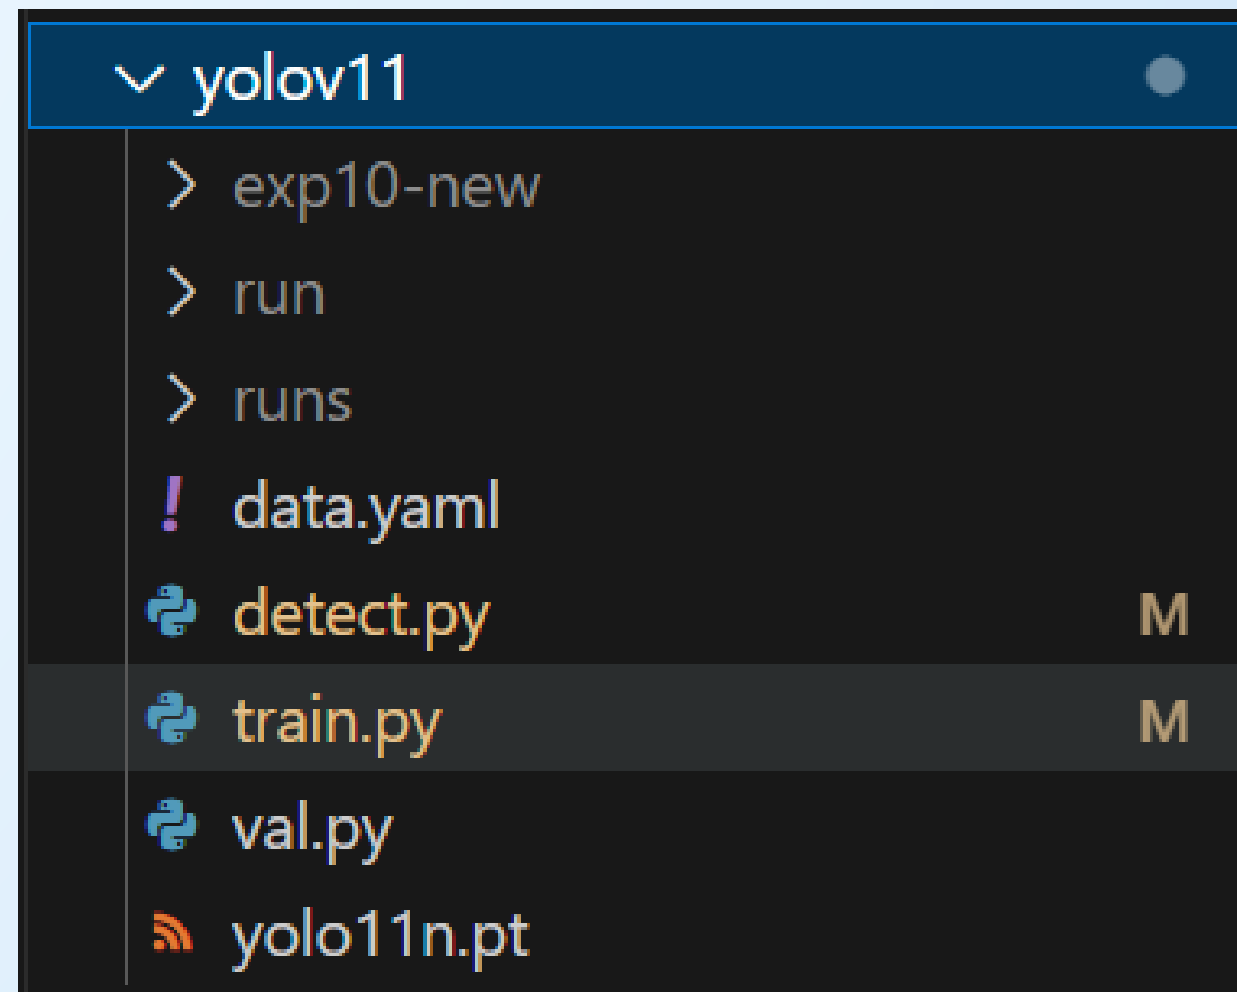 yolov11
exp10-new
run
runs
data.yaml
detect.py M
train.py M
val.py
yolo11n.pt